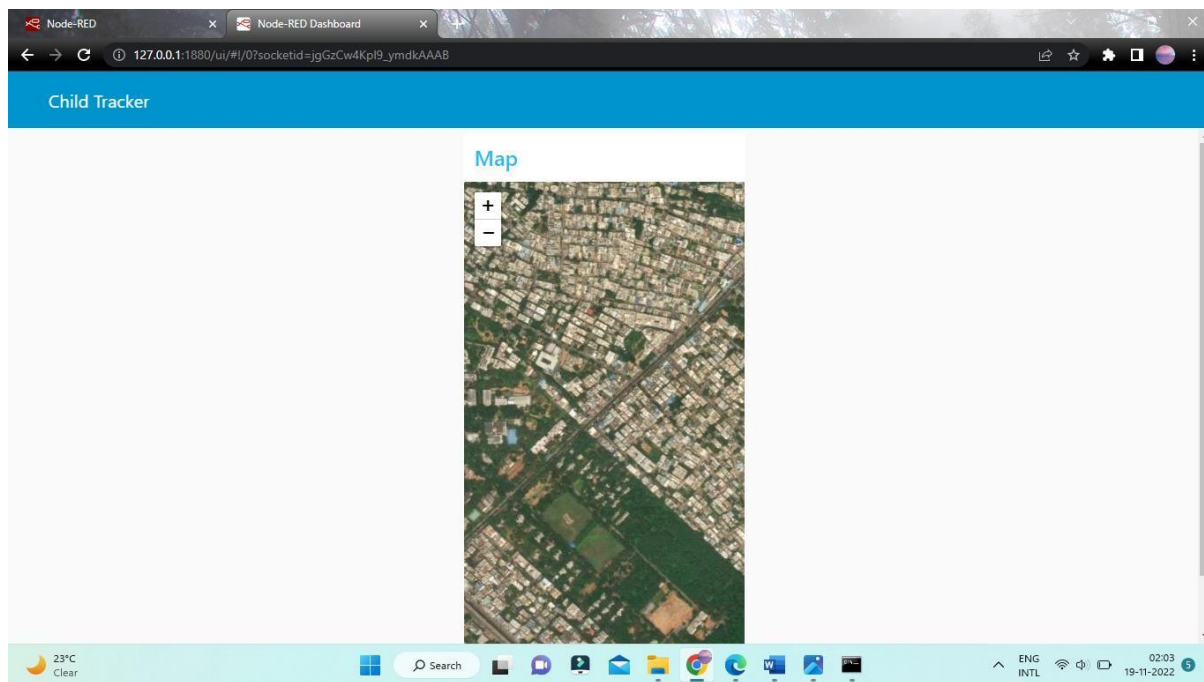 Node-RED
Node-RED Dashboard
127.0.0.1:1880/ui/#!/0?socketid=jgGzCw4KpI9_ymdkAAAB
Child Tracker
Map
+
−
23°C
Clear
Search
ENG
INTL
02:03
19-11-2022
5